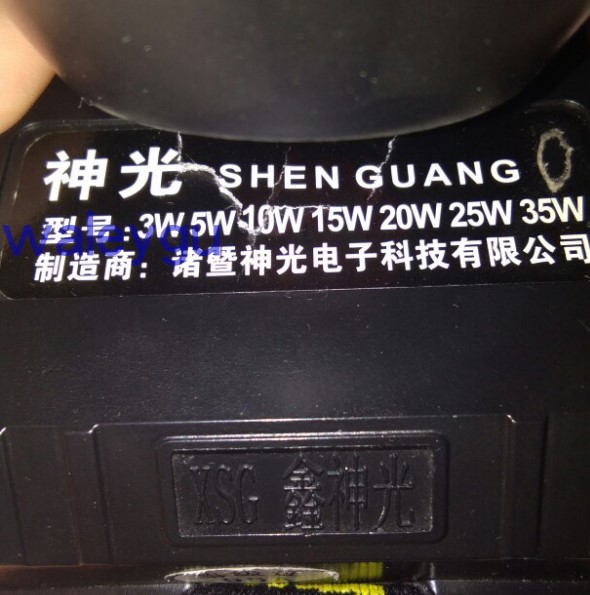 神光 SHEN GUANG
型号:3W 5W 10W 15W 20W 25W 35W
waleygu
制造商:诸暨神光电子科技有限公司
XSG 鑫神光